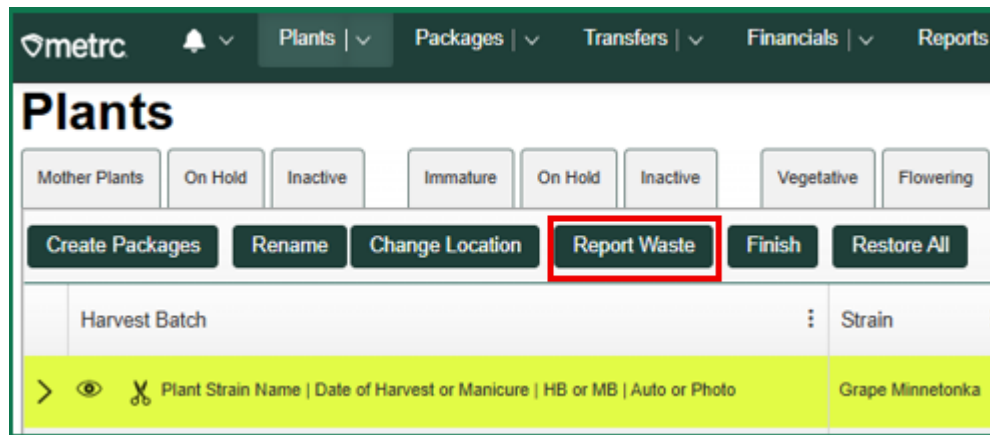 metrc Plants | Packages | Transfers | Financials | Reports
Plants
Mother Plants On Hold Inactive Immature On Hold Inactive Vegetative Flowering
Create Packages Rename Change Location Report Waste Finish Restore All
Harvest Batch Strain
Plant Strain Name | Date of Harvest or Manicure | HB or MB | Auto or Photo Grape Minnetonka